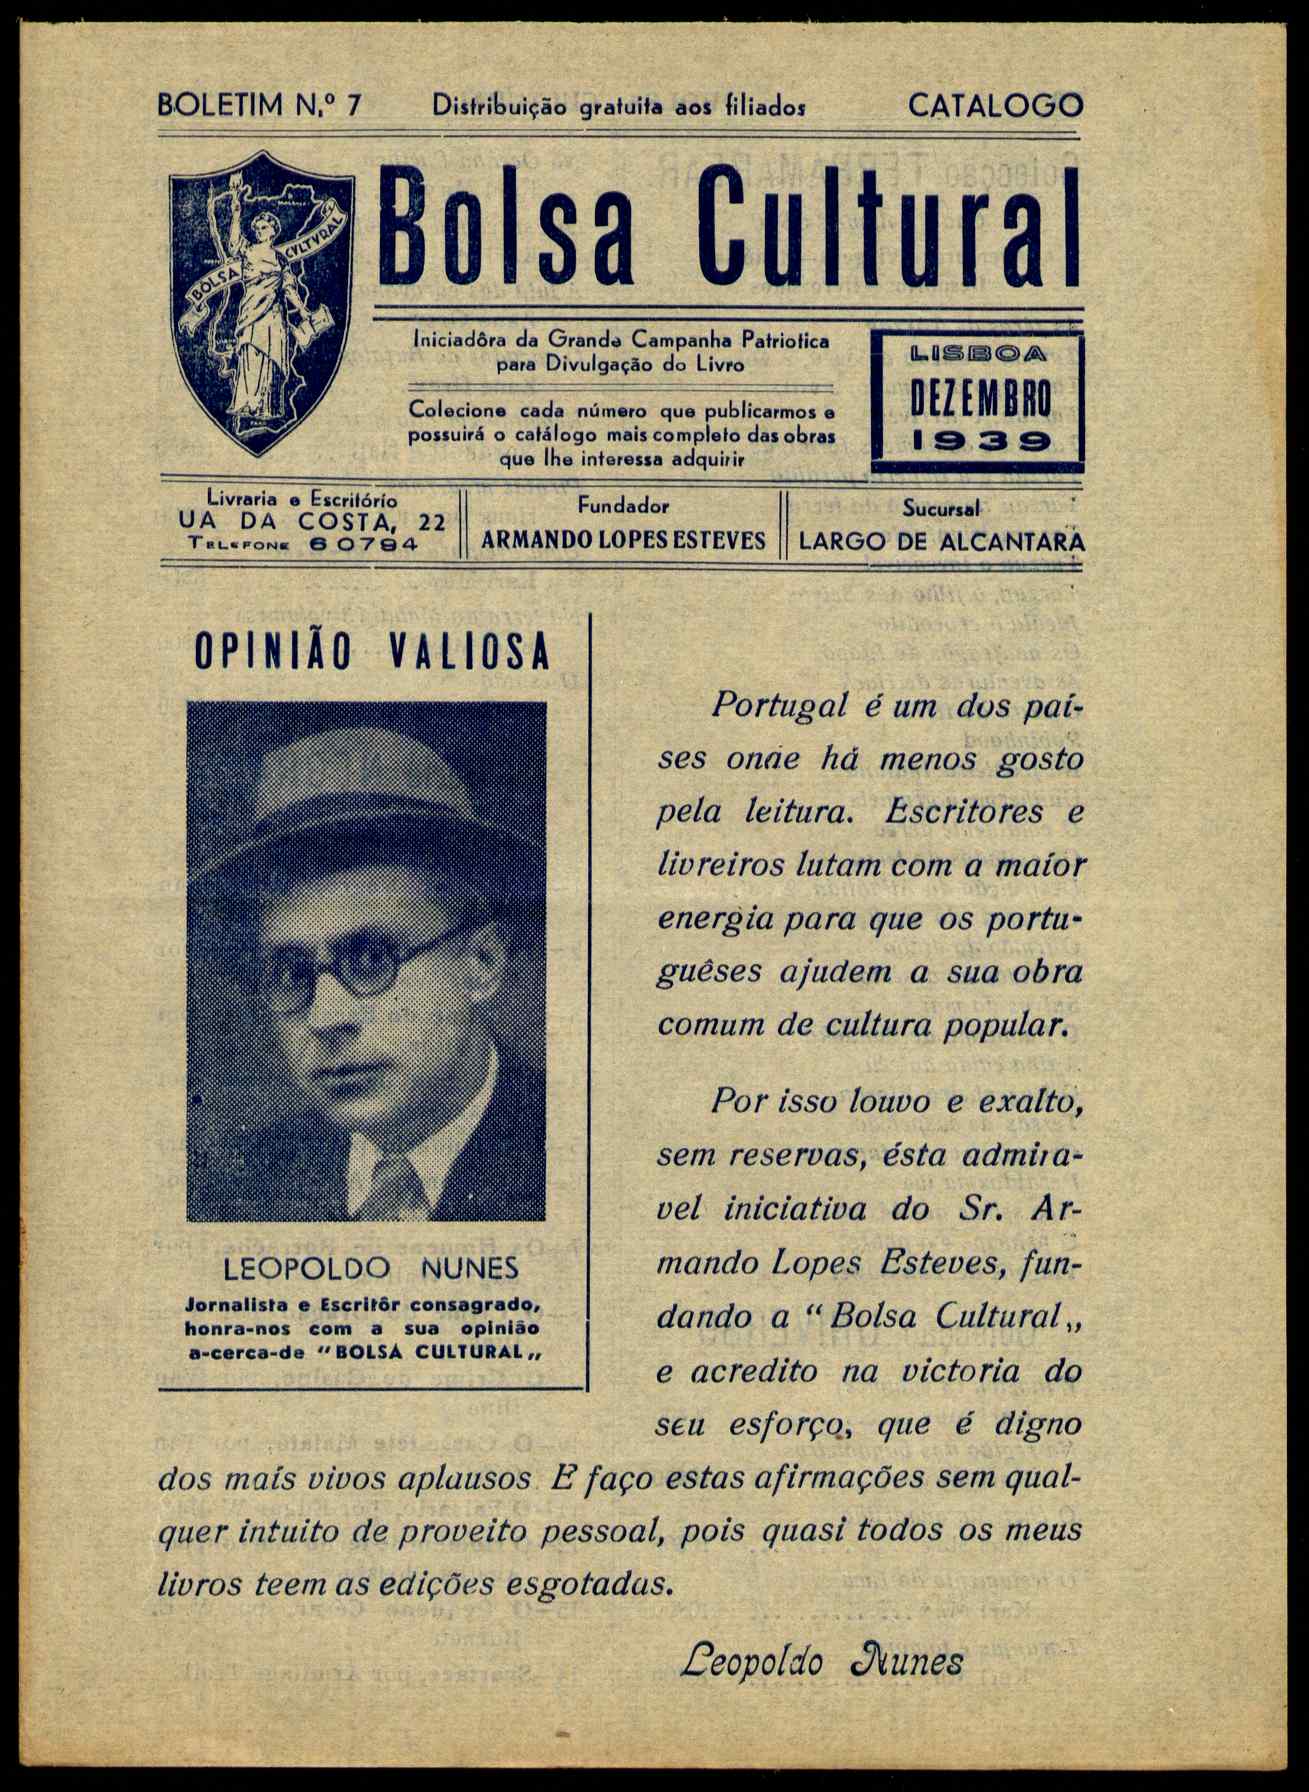 BOLETIM N.º 7 Distribuição gratuita aos filiados CATALOGO
BOLSA CVLTVRAL
Bolsa Cultural
Iniciadôra da Grande Campanha Patriotica
para Divulgação do Livro
Colecione cada número que publicarmos e
possuirá o catálogo mais completo das obras
que lhe interessa adquirir
LISBOA
DEZEMBRO
1939
Livraria e Escritório
UA DA COSTA, 22
TELEFONE 60794
Fundador
ARMANDO LOPES ESTEVES
Sucursal
LARGO DE ALCANTARA
OPINIÃO VALIOSA
LEOPOLDO NUNES
Jornalista e Escritôr consagrado,
honra-nos com a sua opinião
a-cerca-de "BOLSA CULTURAL„
Portugal é um dos paí-
ses onde há menos gosto
pela leitura. Escritores e
livreiros lutam com a maior
energia para que os portu-
guêses ajudem a sua obra
comum de cultura popular.
Por isso louvo e exalto,
sem reservas, ésta admira-
vel iniciativa do Sr. Ar-
mando Lopes Esteves, fun-
dando a "Bolsa Cultural„
e acredito na victoria do
seu esforço, que é digno
dos mais vivos aplausos. E faço estas afirmações sem qual-
quer intuito de proveito pessoal, pois quasi todos os meus
livros teem as edições esgotadas.
Leopoldo Nunes